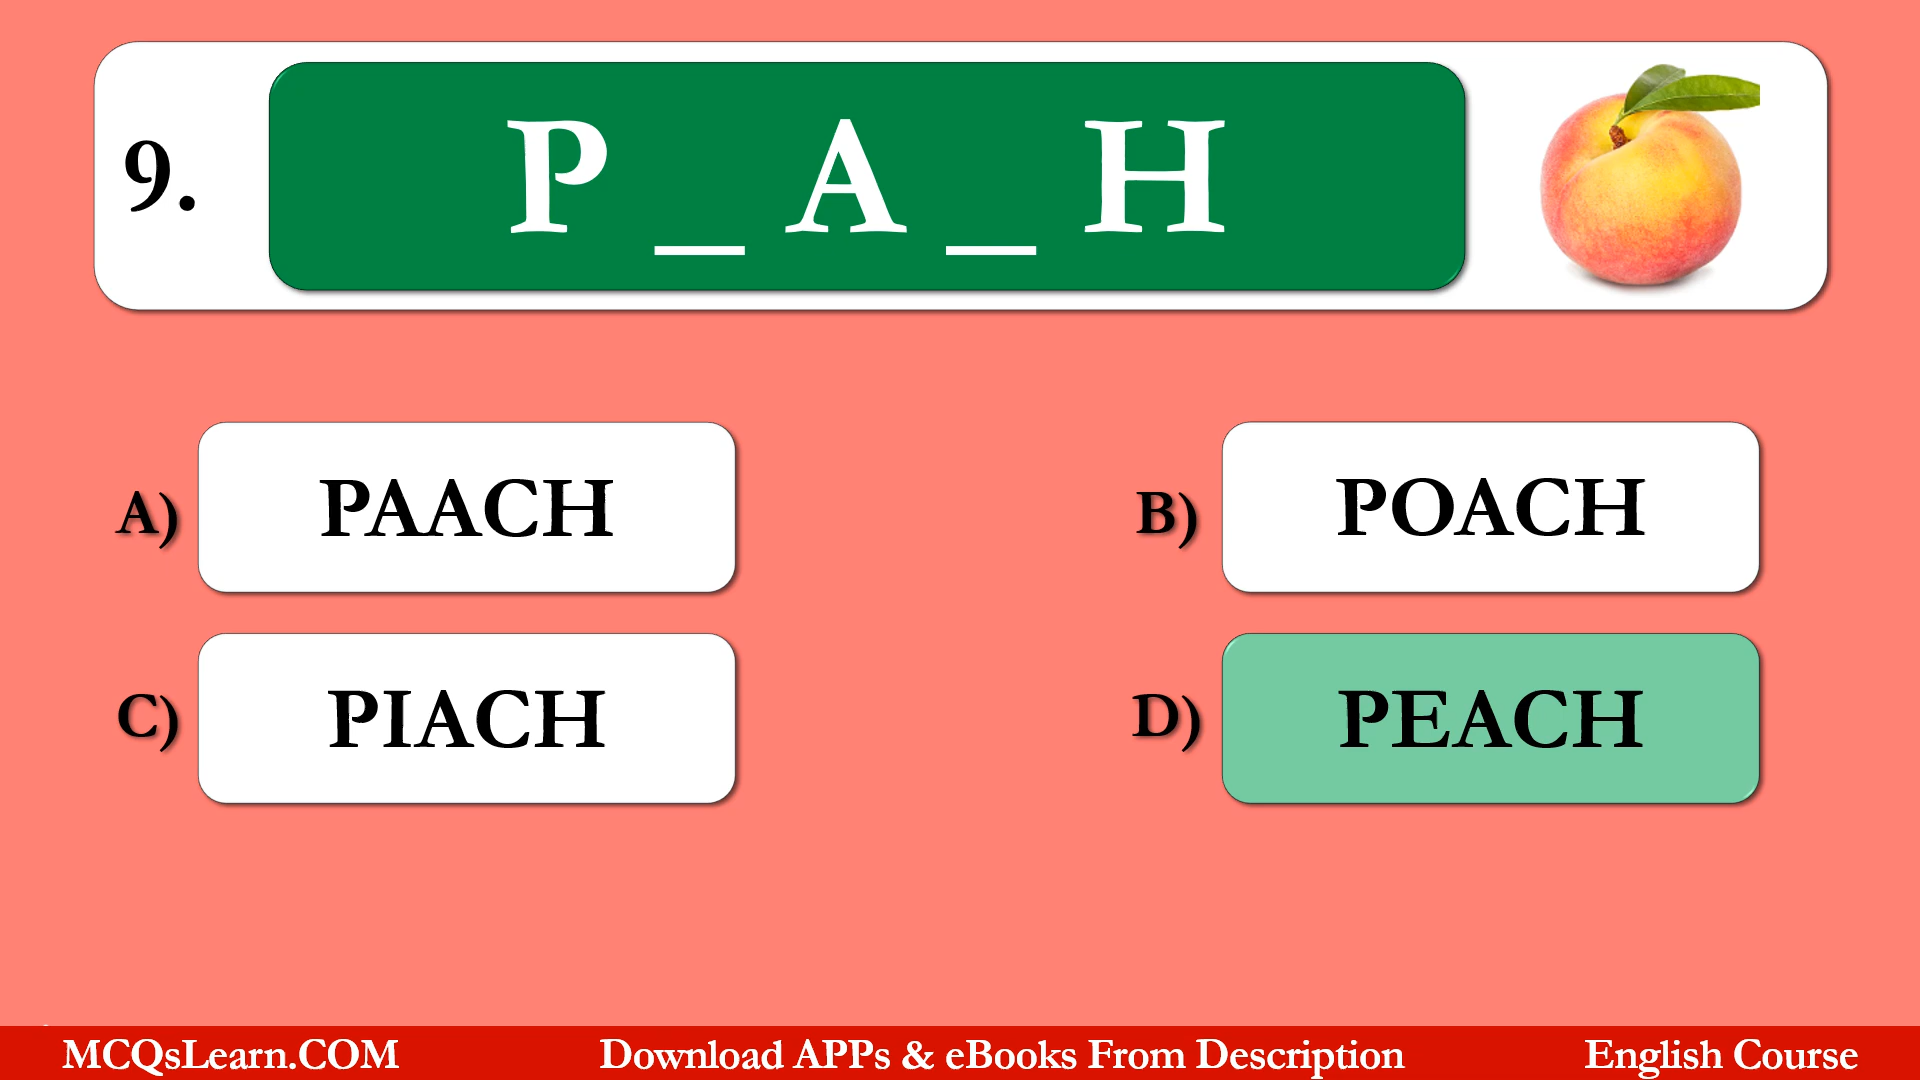 9.
P _ A _ H
A) PAACH
B) POACH
C) PIACH
D) PEACH
MCQsLearn.COM
Download APPs & eBooks From Description
English Course